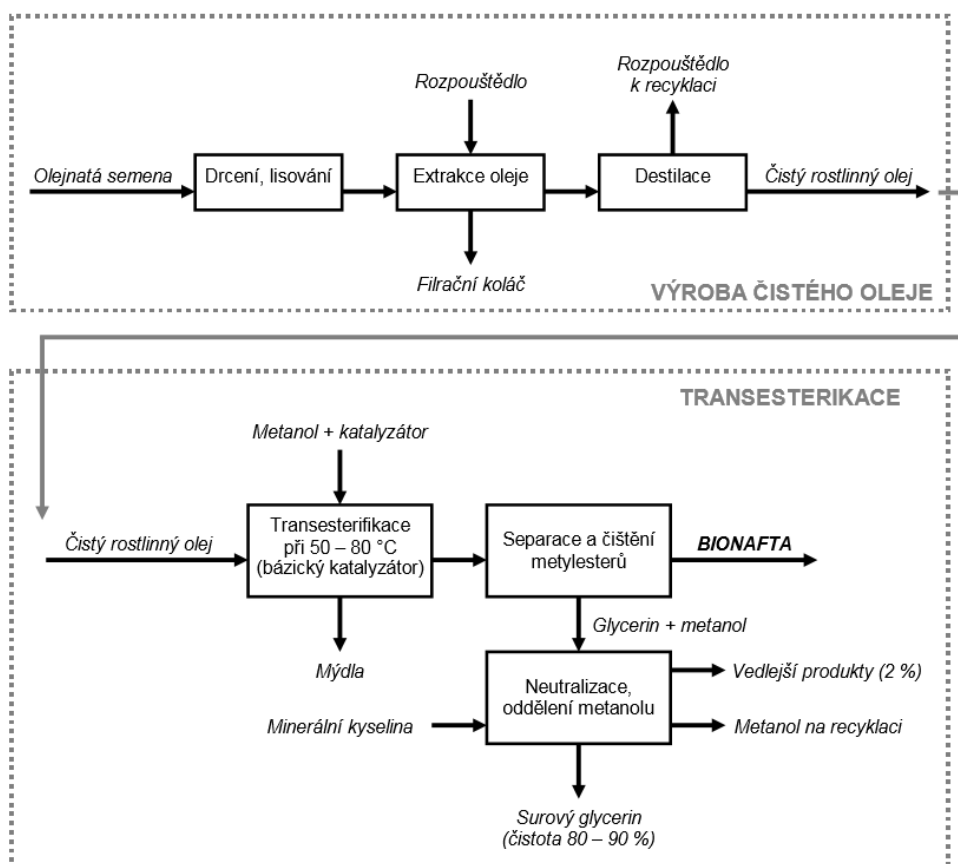 Rozpouštědlo
Rozpouštědlo
k recyklaci
Olejnatá semena
Drcení, lisování
Extrakce oleje
Destilace
Čistý rostlinný olej
Filrační koláč
VÝROBA ČISTÉHO OLEJE
TRANSESTERIKACE
Metanol + katalyzátor
Čistý rostlinný olej
Transesterifikace
při 50 – 80 °C
(bázický katalyzátor)
Separace a čištění
metylesterů
BIONAFTA
Mýdla
Glycerin + metanol
Minerální kyselina
Neutralizace,
oddělení metanolu
Vedlejší produkty (2 %)
Metanol na recyklaci
Surový glycerin
(čistota 80 – 90 %)